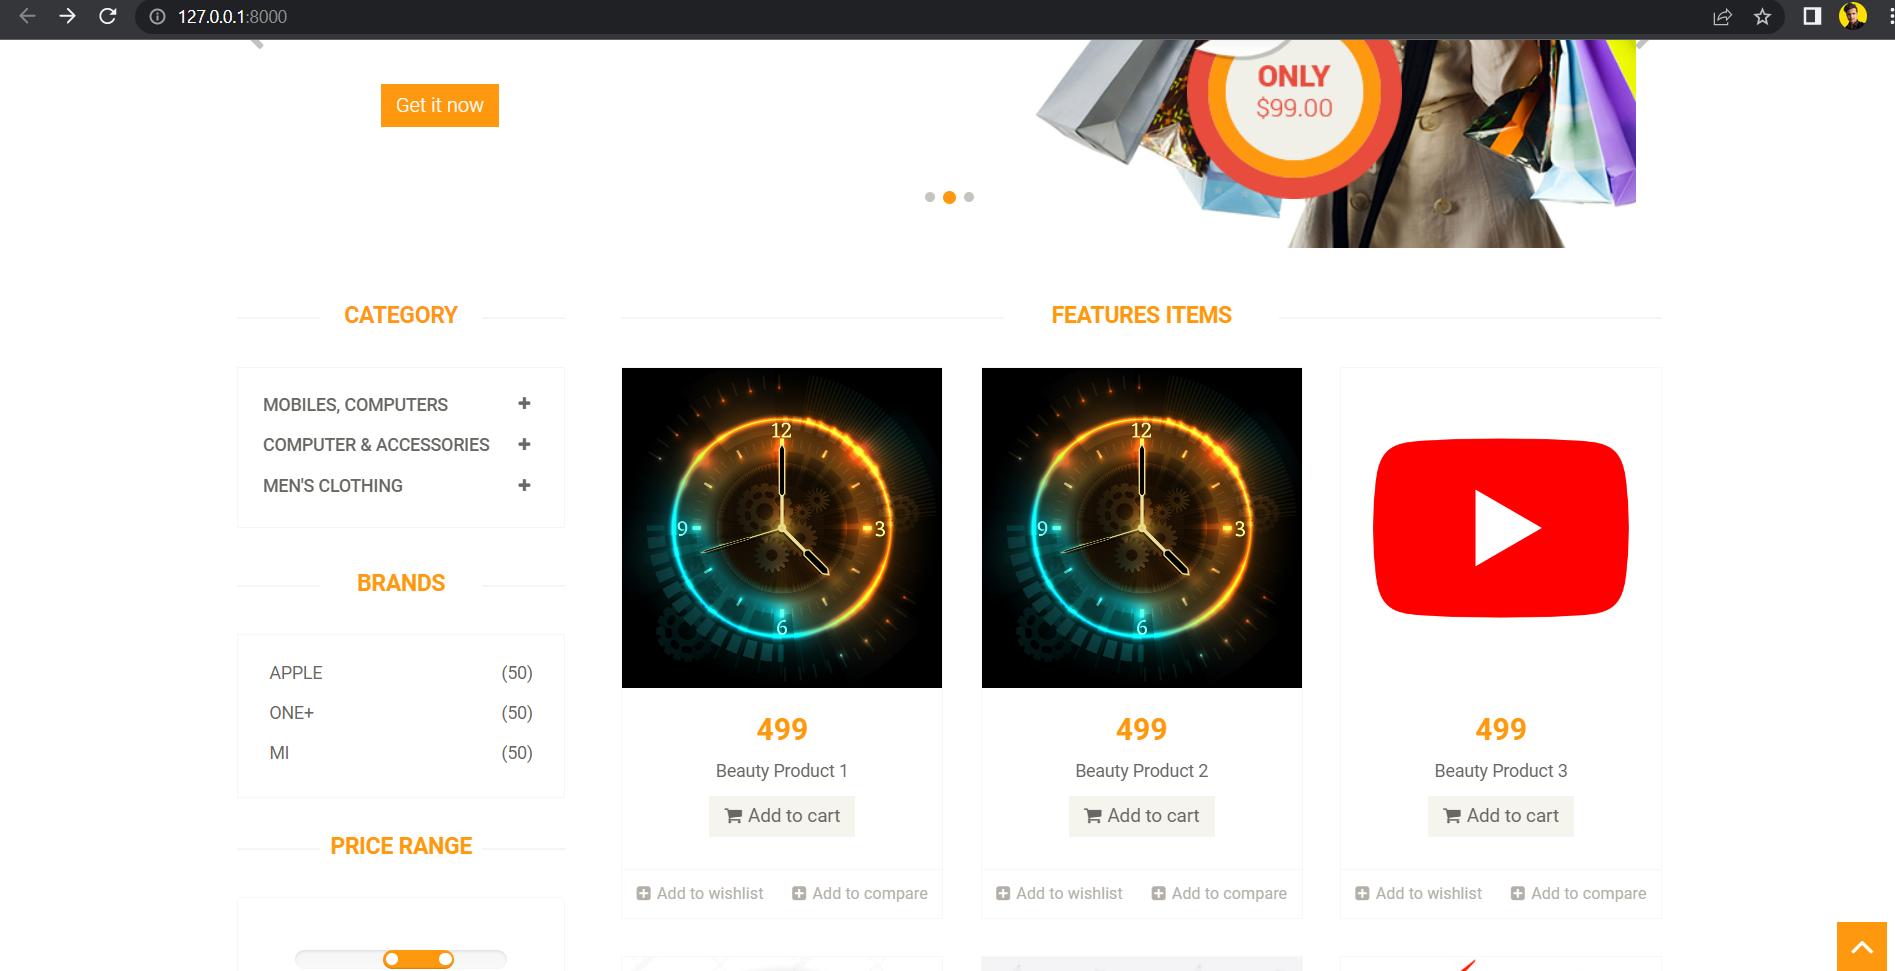 127.0.0.1:8000
Get it now
ONLY
$99.00
CATEGORY
MOBILES, COMPUTERS
COMPUTER & ACCESSORIES
MEN'S CLOTHING
BRANDS
APPLE (50)
ONE+ (50)
MI (50)
PRICE RANGE
FEATURES ITEMS
12
9 3
6
499
Beauty Product 1
Add to cart
Add to wishlist Add to compare
12
9 3
6
499
Beauty Product 2
Add to cart
Add to wishlist Add to compare
499
Beauty Product 3
Add to cart
Add to wishlist Add to compare